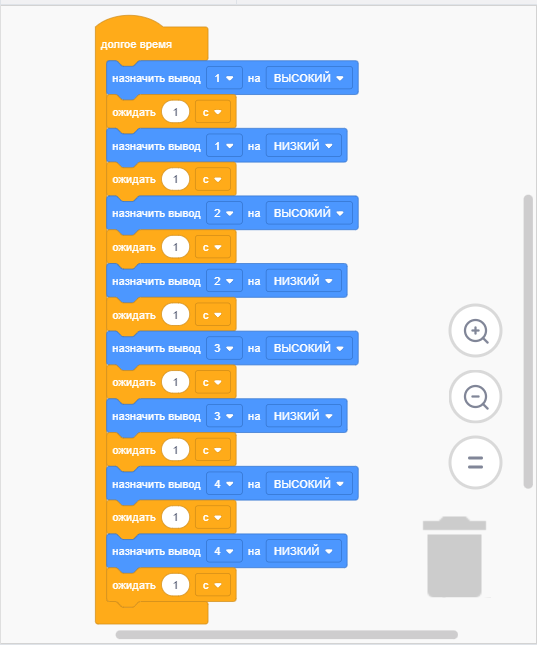 долгое время
назначить вывод 1 на ВЫСОКИЙ
ожидать 1 с
назначить вывод 1 на НИЗКИЙ
ожидать 1 с
назначить вывод 2 на ВЫСОКИЙ
ожидать 1 с
назначить вывод 2 на НИЗКИЙ
ожидать 1 с
назначить вывод 3 на ВЫСОКИЙ
ожидать 1 с
назначить вывод 3 на НИЗКИЙ
ожидать 1 с
назначить вывод 4 на ВЫСОКИЙ
ожидать 1 с
назначить вывод 4 на НИЗКИЙ
ожидать 1 с